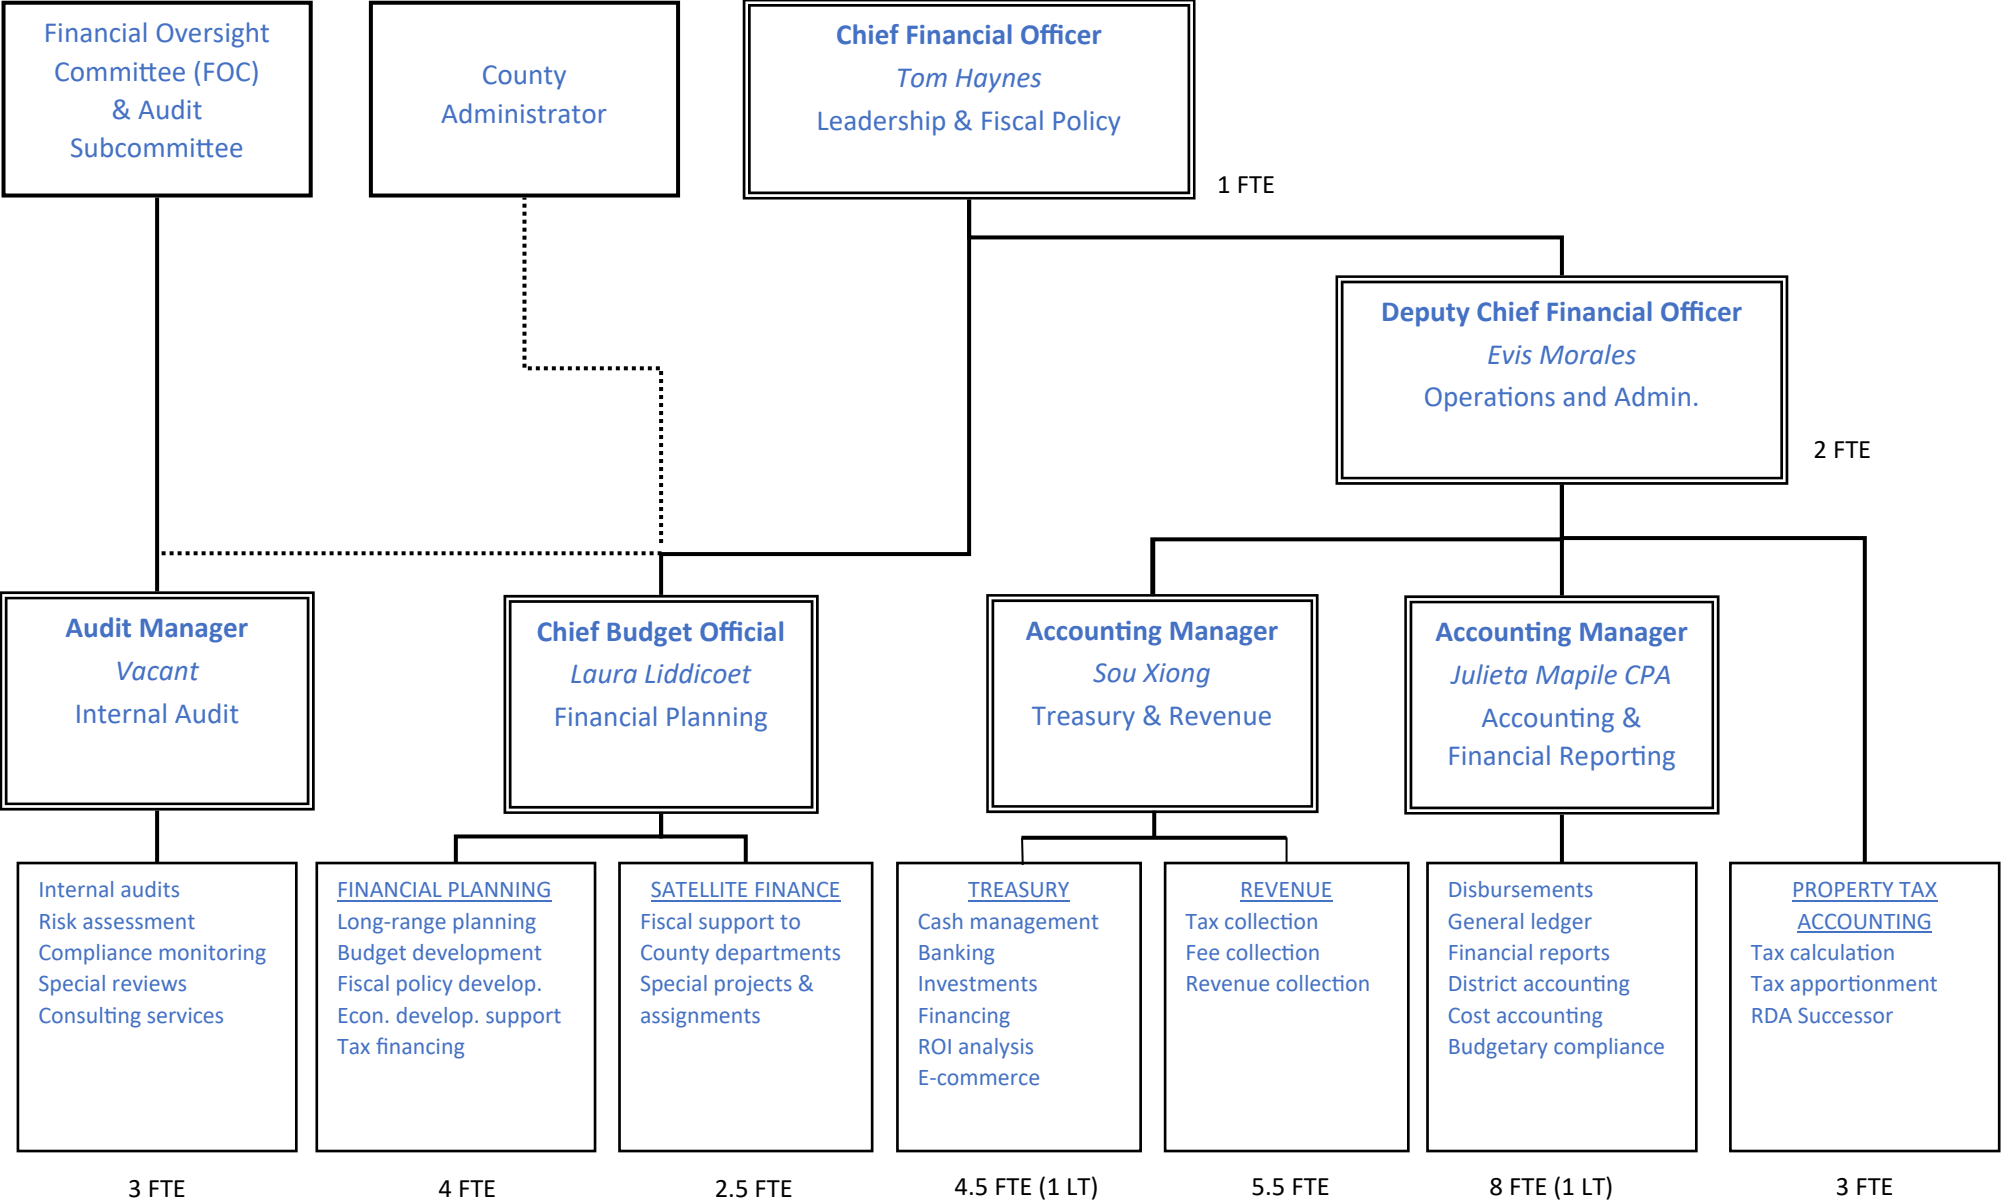 Financial Oversight
Committee (FOC)
& Audit
Subcommittee
County
Administrator
Chief Financial Officer
Tom Haynes
Leadership & Fiscal Policy
1 FTE
Deputy Chief Financial Officer
Evis Morales
Operations and Admin.
2 FTE
Audit Manager
Vacant
Internal Audit
Chief Budget Official
Laura Liddicoet
Financial Planning
Accounting Manager
Sou Xiong
Treasury & Revenue
Accounting Manager
Julieta Mapile CPA
Accounting &
Financial Reporting
Internal audits
Risk assessment
Compliance monitoring
Special reviews
Consulting services
FINANCIAL PLANNING
Long-range planning
Budget development
Fiscal policy develop.
Econ. develop. support
Tax financing
SATELLITE FINANCE
Fiscal support to
County departments
Special projects &
assignments
TREASURY
Cash management
Banking
Investments
Financing
ROI analysis
E-commerce
REVENUE
Tax collection
Fee collection
Revenue collection
Disbursements
General ledger
Financial reports
District accounting
Cost accounting
Budgetary compliance
PROPERTY TAX
ACCOUNTING
Tax calculation
Tax apportionment
RDA Successor
3 FTE
4 FTE
2.5 FTE
4.5 FTE (1 LT)
5.5 FTE
8 FTE (1 LT)
3 FTE